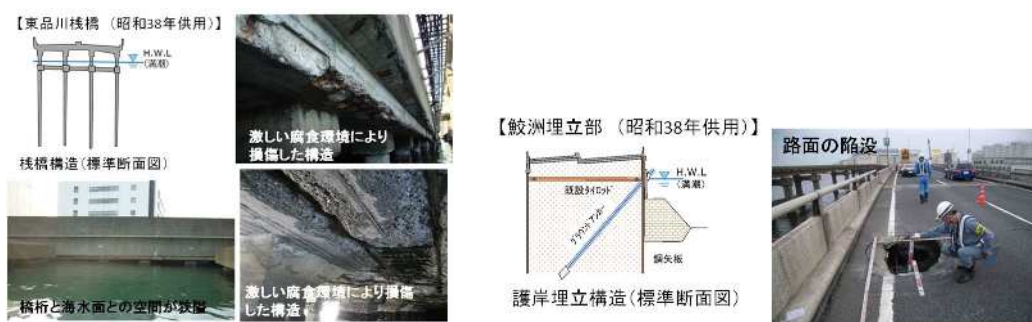 【東品川桟橋（昭和38年供用）】
H.W.L
（満潮）
桟橋構造（標準断面図）
激しい腐食環境により
損傷した構造
橋桁と海水面との空間が狭隘
激しい腐食環境により損傷
した構造
【鮫洲埋立部（昭和38年供用）】
H.W.L
（満潮）
既設タイロッド
グラウンドアンカー
鋼矢板
護岸埋立構造（標準断面図）
路面の陥没